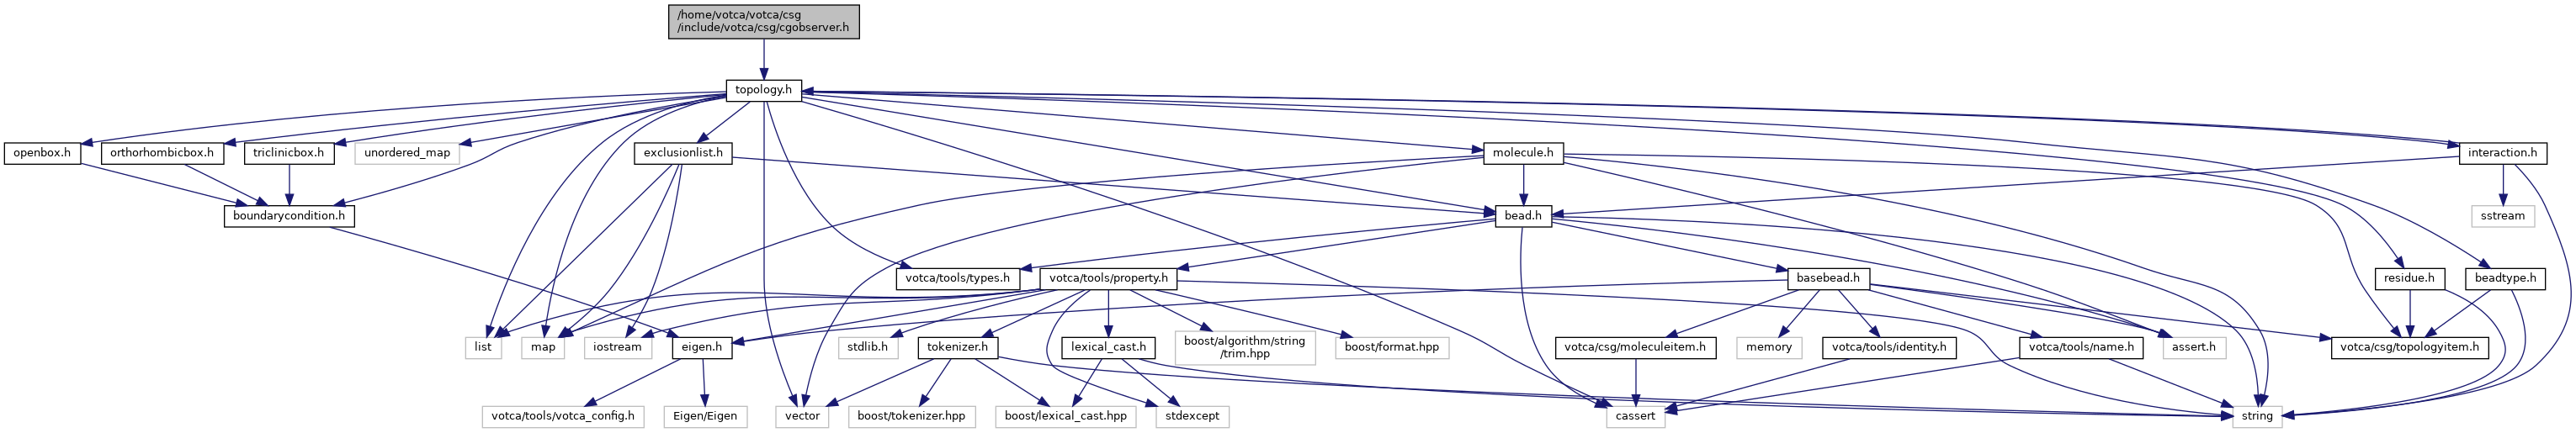 /home/votca/votca/csg
/include/votca/csg/cgobserver.h
topology.h
openbox.h
orthorhombicbox.h
triclinicbox.h
unordered_map
exclusionlist.h
molecule.h
interaction.h
boundarycondition.h
bead.h
sstream
votca/tools/types.h
votca/tools/property.h
basebead.h
residue.h
beadtype.h
list
map
iostream
eigen.h
stdlib.h
tokenizer.h
lexical_cast.h
boost/algorithm/string
/trim.hpp
boost/format.hpp
votca/csg/moleculeitem.h
memory
votca/tools/identity.h
votca/tools/name.h
assert.h
votca/csg/topologyitem.h
votca/tools/votca_config.h
Eigen/Eigen
vector
boost/tokenizer.hpp
boost/lexical_cast.hpp
stdexcept
cassert
string